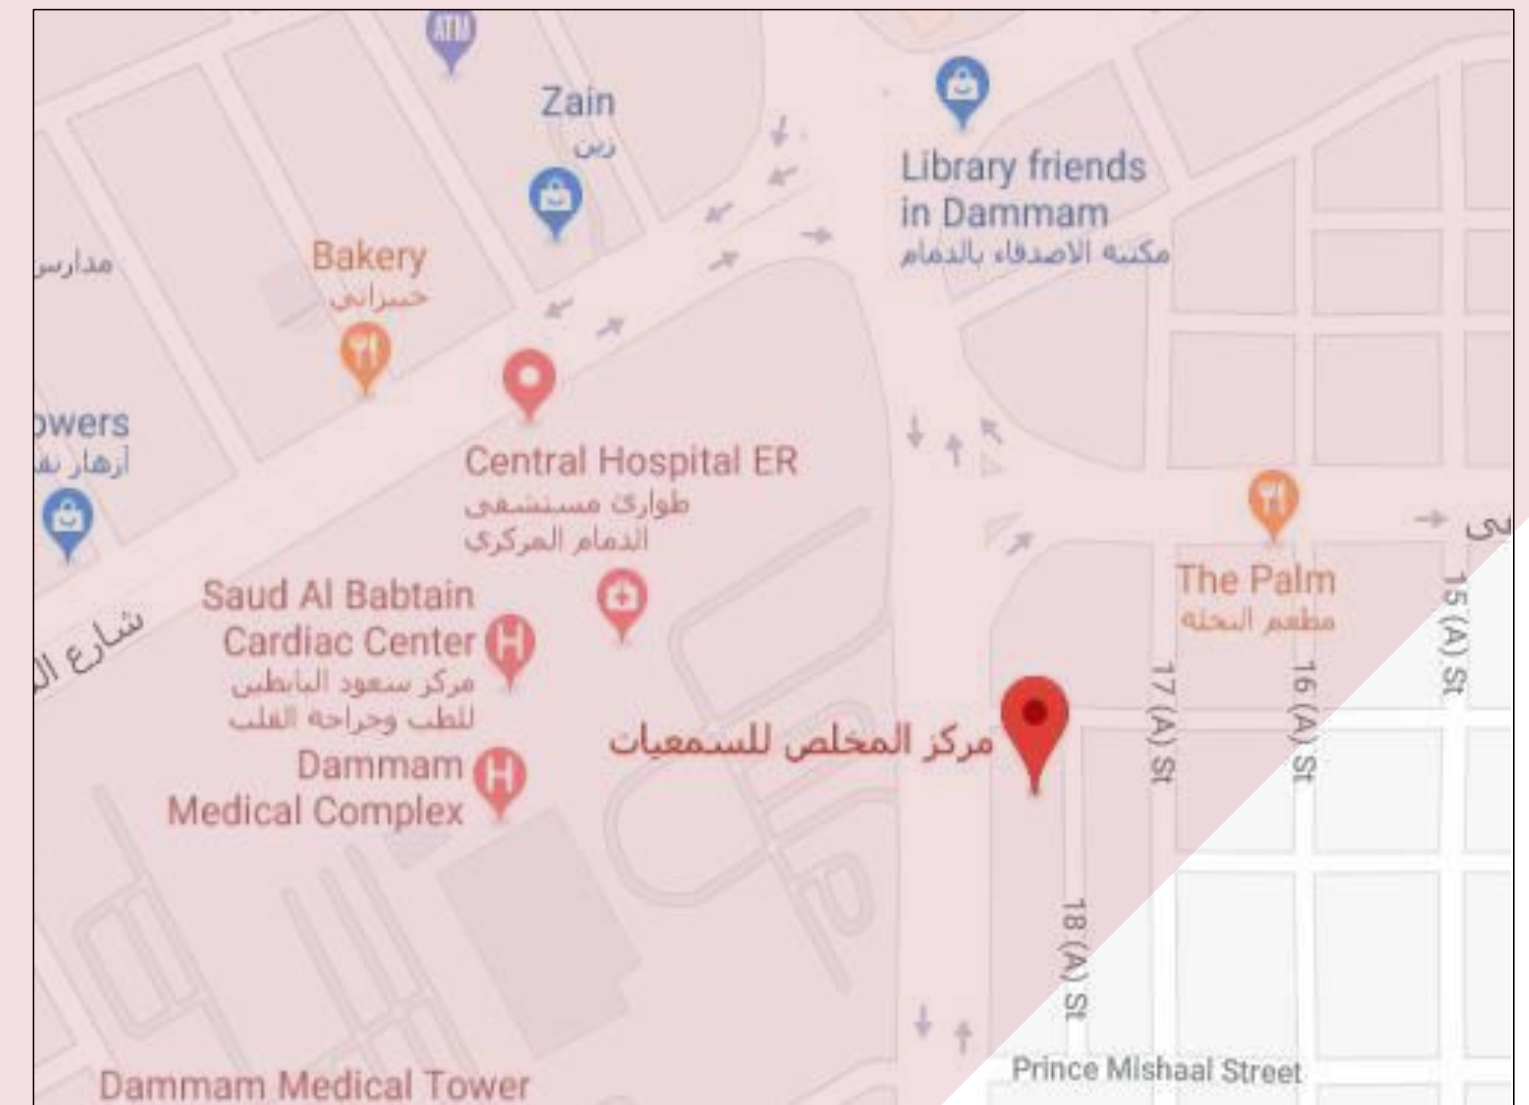 ATM
Zain
زين
Library friends
in Dammam
مكتبة الاصدقاء بالدمام
Bakery
مدارس
owers
Central Hospital ER
طوارئ مستشفى
الدمام المركزي
Saud Al Babtain
Cardiac Center
مركز سعود البابطين
للطب وجراحة القلب
The Palm
مطعم النخلة
شارع
مركز المخلص للسمعيات
Dammam
Medical Complex
17 (A) St
16 (A) St
15 (A) St
18 (A) St
Prince Mishaal Street
Dammam Medical Tower